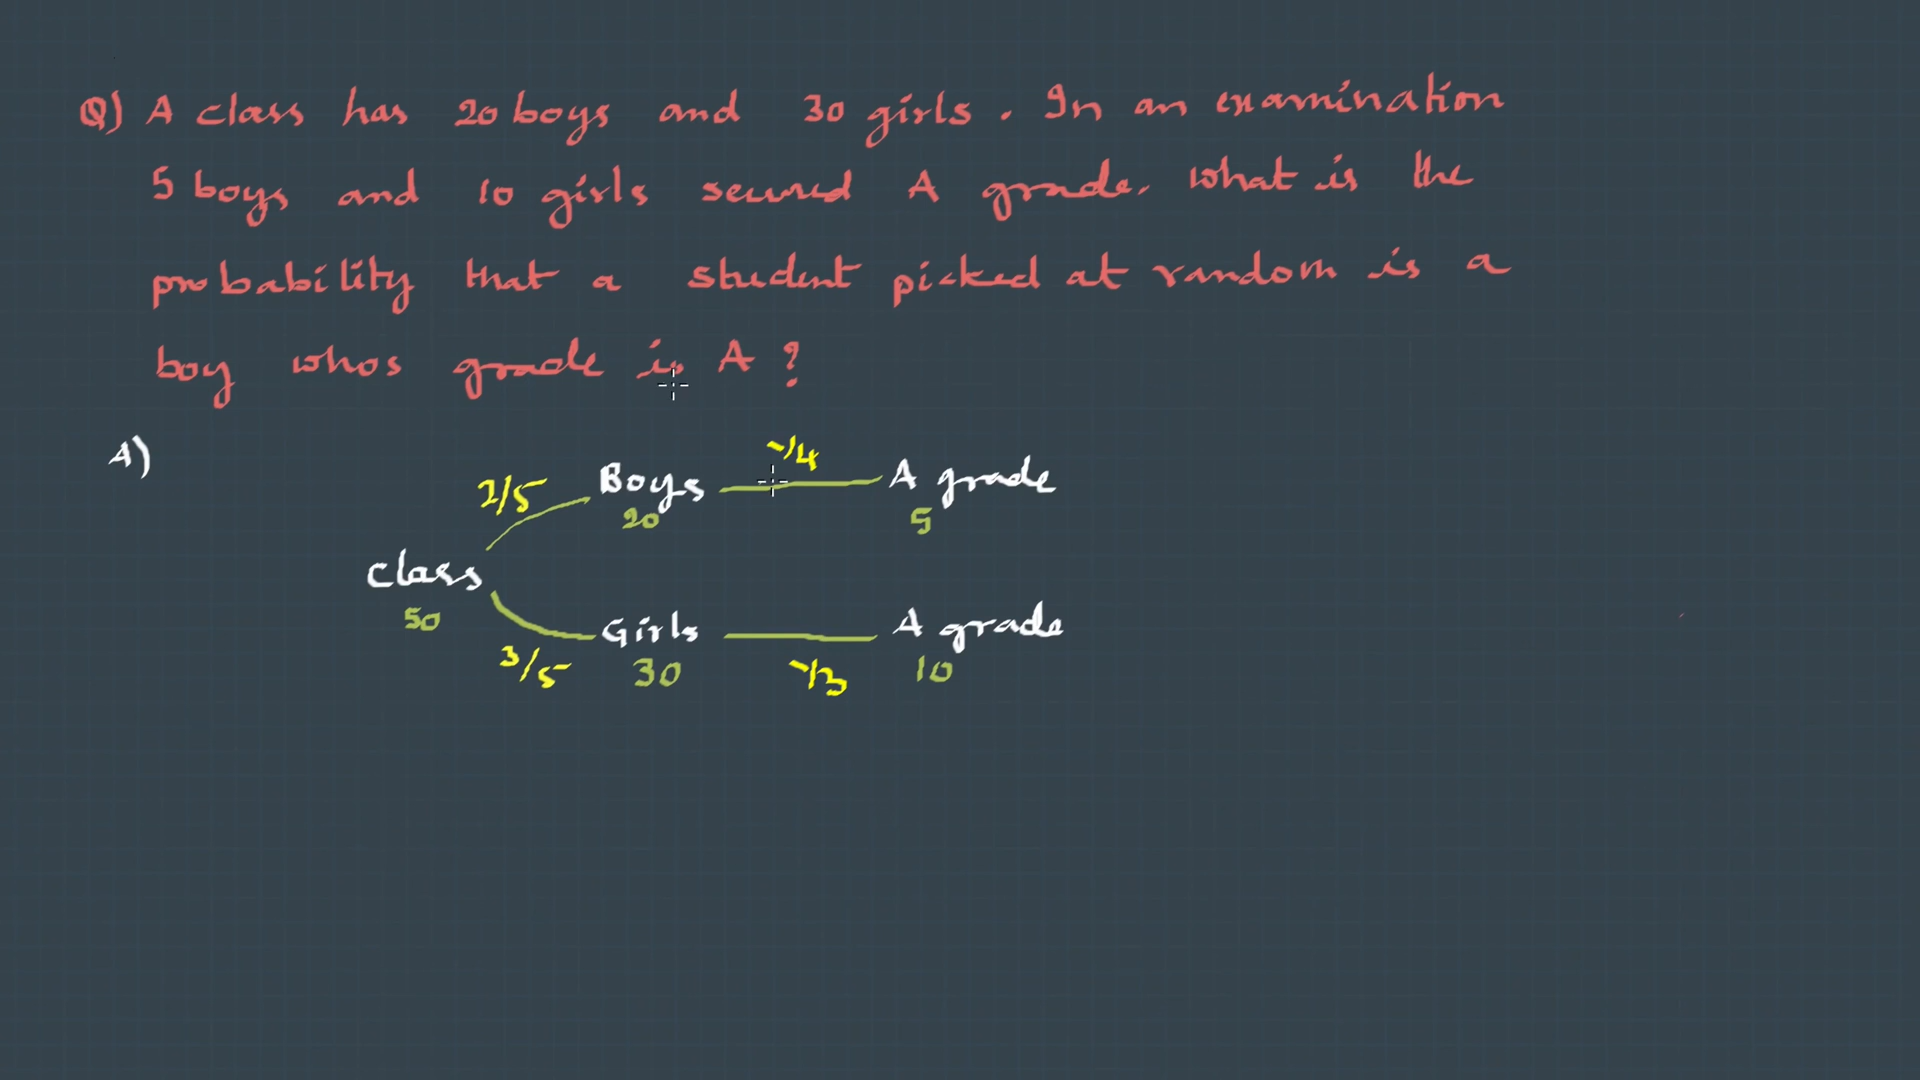 Q) A class has 20 boys and 30 girls. In an examination
5 boys and 10 girls secured A grade. What is the
probability that a student picked at random is a
boy whos grade is A ?
A)
2/5 Boys 1/4 A grade
20 5
Class
50
3/5 Girls 1/3 A grade
30 10